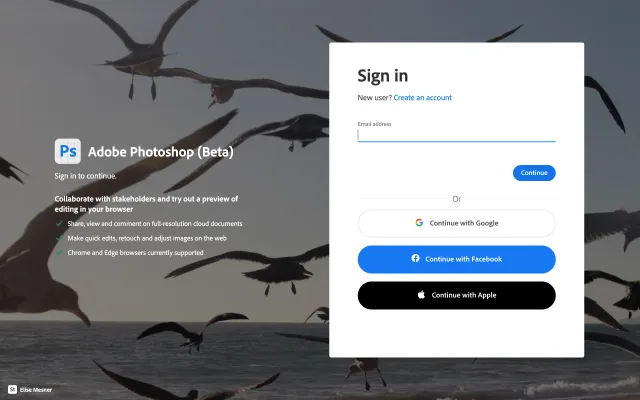 Ps Adobe Photoshop (Beta)
Sign in to continue.
Collaborate with stakeholders and try out a preview of
editing in your browser
Share, view and comment on full-resolution cloud documents
Make quick edits, retouch and adjust images on the web
Chrome and Edge browsers currently supported
Elise Mesner
Sign in
New user? Create an account
Email address
Continue
Or
Continue with Google
Continue with Facebook
Continue with Apple